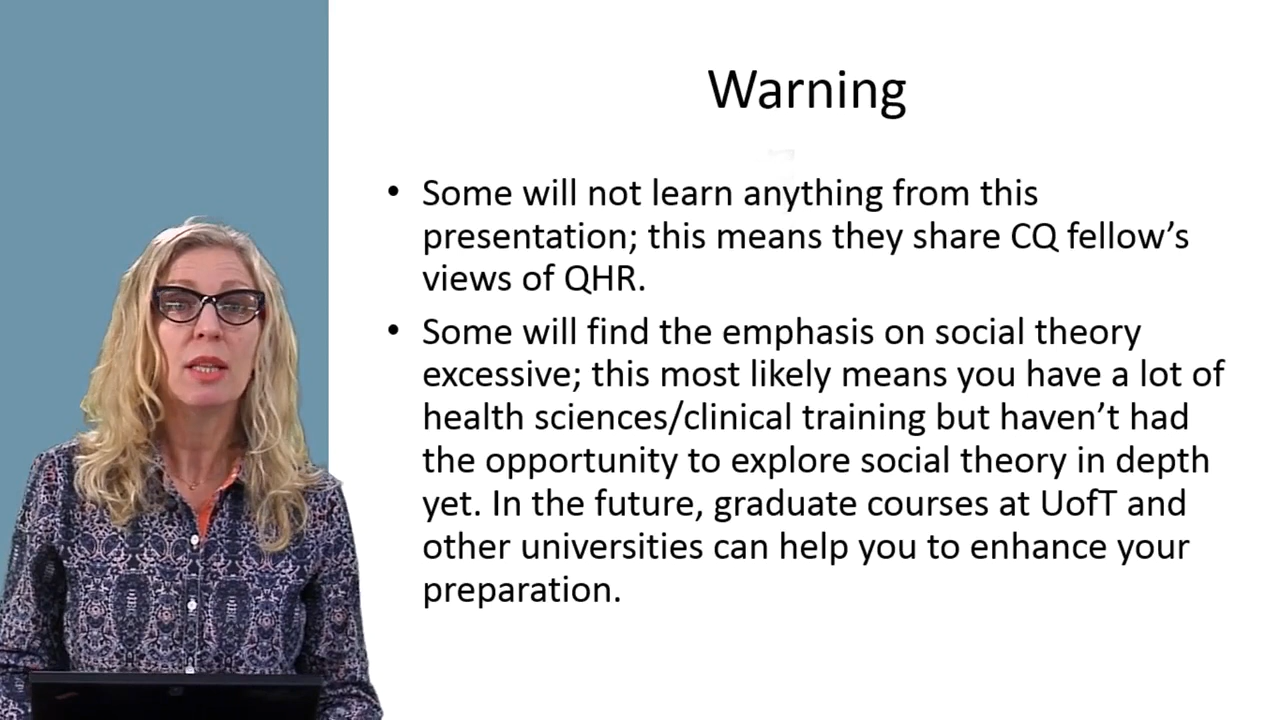 Warning
• Some will not learn anything from this
presentation; this means they share CQ fellow's
views of QHR.
• Some will find the emphasis on social theory
excessive; this most likely means you have a lot of
health sciences/clinical training but haven't had
the opportunity to explore social theory in depth
yet. In the future, graduate courses at UofT and
other universities can help you to enhance your
preparation.